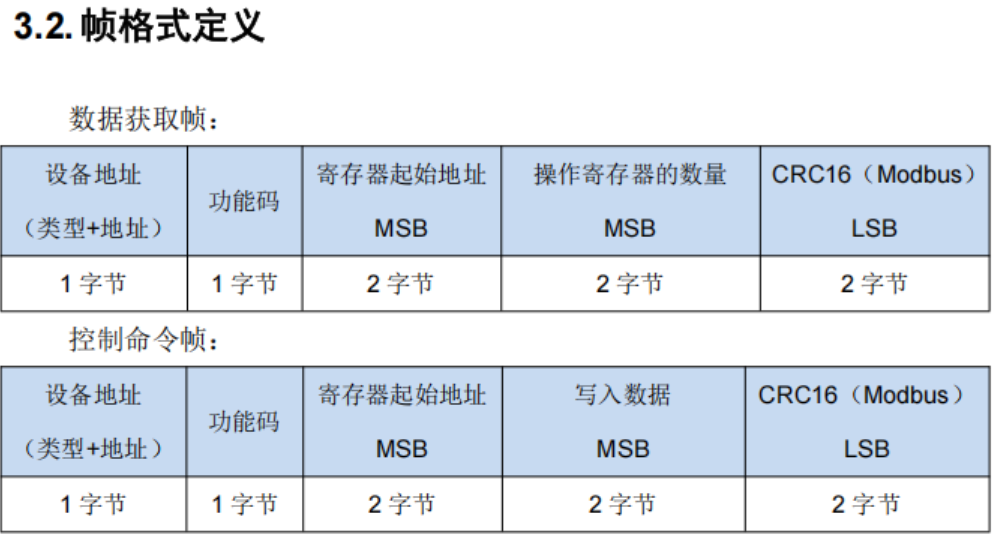 3.2. 帧格式定义
数据获取帧：
设备地址 功能码 寄存器起始地址 操作寄存器的数量 CRC16（Modbus）
（类型+地址） MSB MSB LSB
1 字节 1 字节 2 字节 2 字节 2 字节
控制命令帧：
设备地址 功能码 寄存器起始地址 写入数据 CRC16（Modbus）
（类型+地址） MSB MSB LSB
1 字节 1 字节 2 字节 2 字节 2 字节